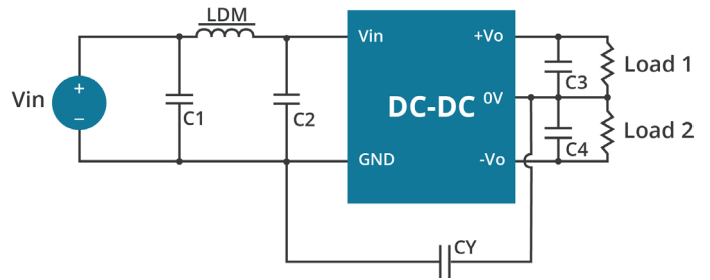 LDM
Vin
+
−
C1
C2
Vin
+Vo
DC-DC
0V
GND
-Vo
C3
C4
Load 1
Load 2
CY